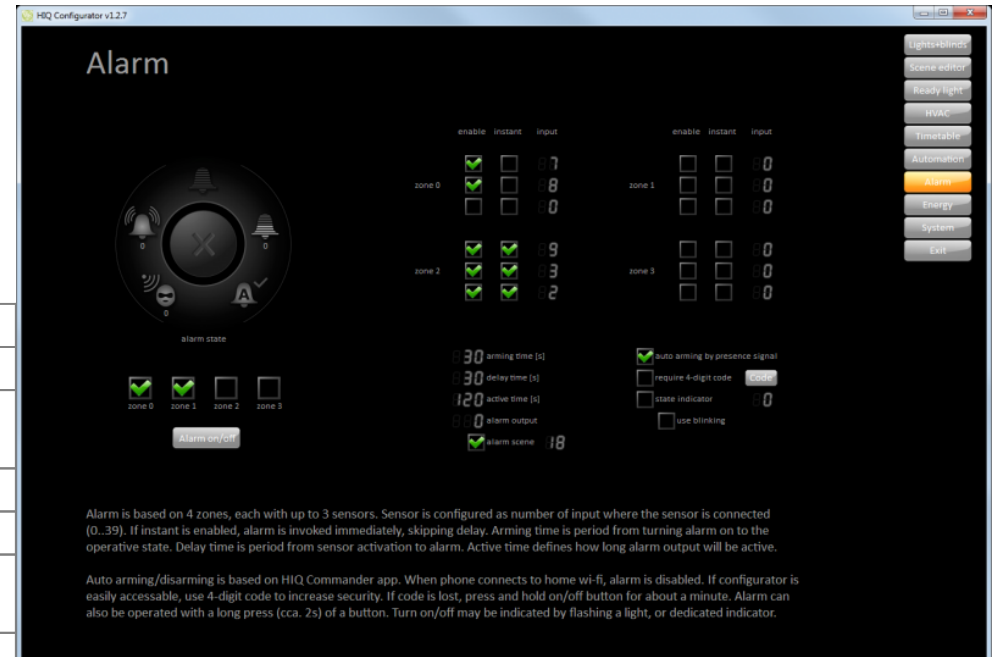 HIQ Configurator v1.2.7
Alarm
Lights+blinds
Scene editor
Ready light
HVAC
Timetable
Automation
Alarm
Energy
System
Exit
enable instant input
7
zone 0 8
0
enable instant input
0
zone 1 0
0
9
zone 2 3
2
0
zone 3 0
0
0
0
A
0
alarm state
zone 0 zone 1 zone 2 zone 3
Alarm on/off
30 arming time [s]
30 delay time [s]
120 active time [s]
0 alarm output
alarm scene 18
auto arming by presence signal
require 4-digit code Code
state indicator 0
use blinking
Alarm is based on 4 zones, each with up to 3 sensors. Sensor is configured as number of input where the sensor is connected
(0..39). If instant is enabled, alarm is invoked immediately, skipping delay. Arming time is period from turning alarm on to the
operative state. Delay time is period from sensor activation to alarm. Active time defines how long alarm output will be active.
Auto arming/disarming is based on HIQ Commander app. When phone connects to home wi-fi, alarm is disabled. If configurator is
easily accessable, use 4-digit code to increase security. If code is lost, press and hold on/off button for about a minute. Alarm can
also be operated with a long press (cca. 2s) of a button. Turn on/off may be indicated by flashing a light, or dedicated indicator.